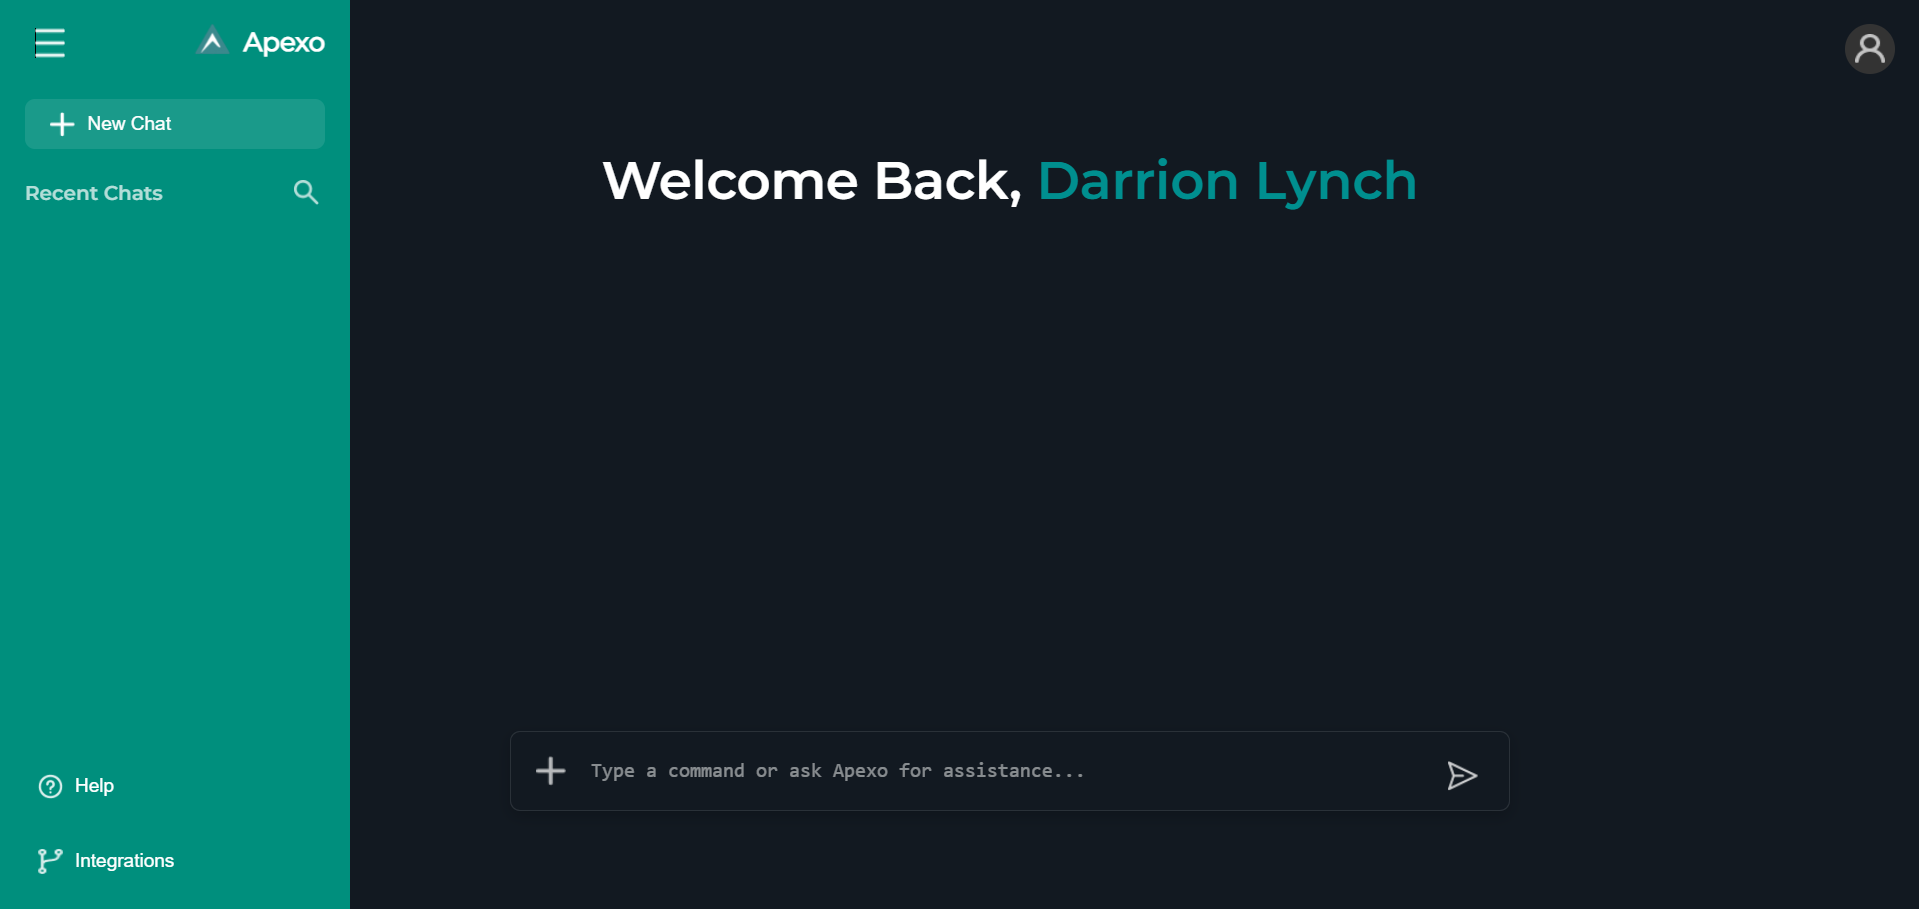 Apexo
New Chat
Recent Chats
Welcome Back, Darrion Lynch
Type a command or ask Apexo for assistance...
Help
Integrations